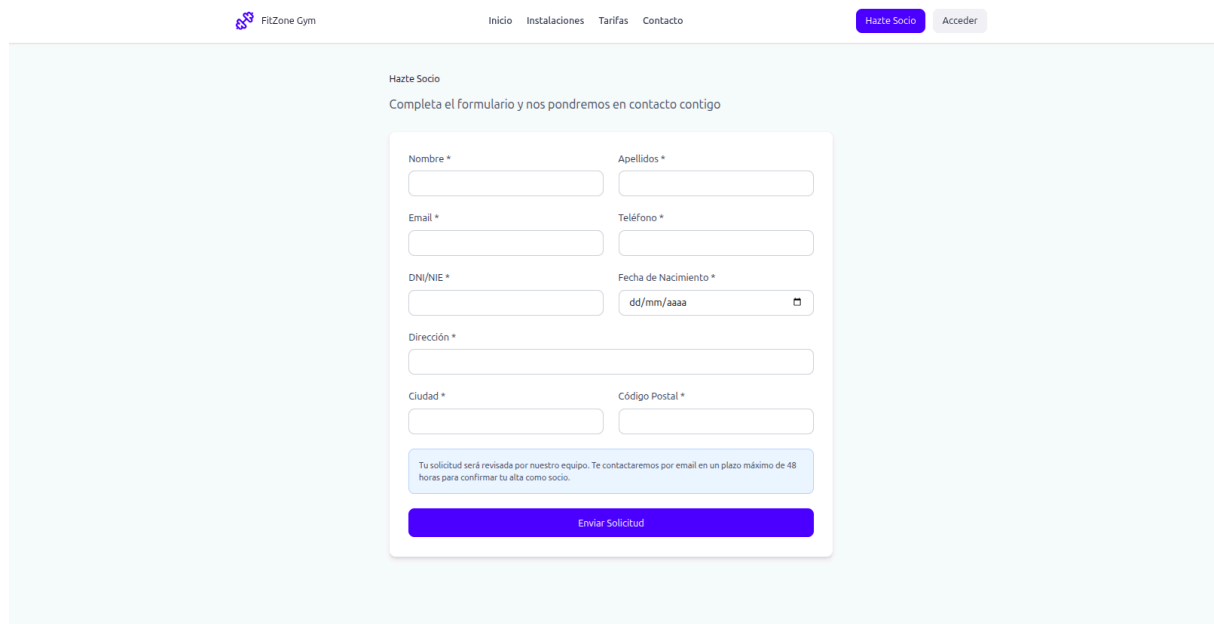 FitZone Gym
Inicio Instalaciones Tarifas Contacto
Hazte Socio Acceder
Hazte Socio
Completa el formulario y nos pondremos en contacto contigo
Nombre * Apellidos *
Email * Teléfono *
DNI/NIE * Fecha de Nacimiento *
dd/mm/aaaa
Dirección *
Ciudad * Código Postal *
Tu solicitud será revisada por nuestro equipo. Te contactaremos por email en un plazo máximo de 48
horas para confirmar tu alta como socio.
Enviar Solicitud